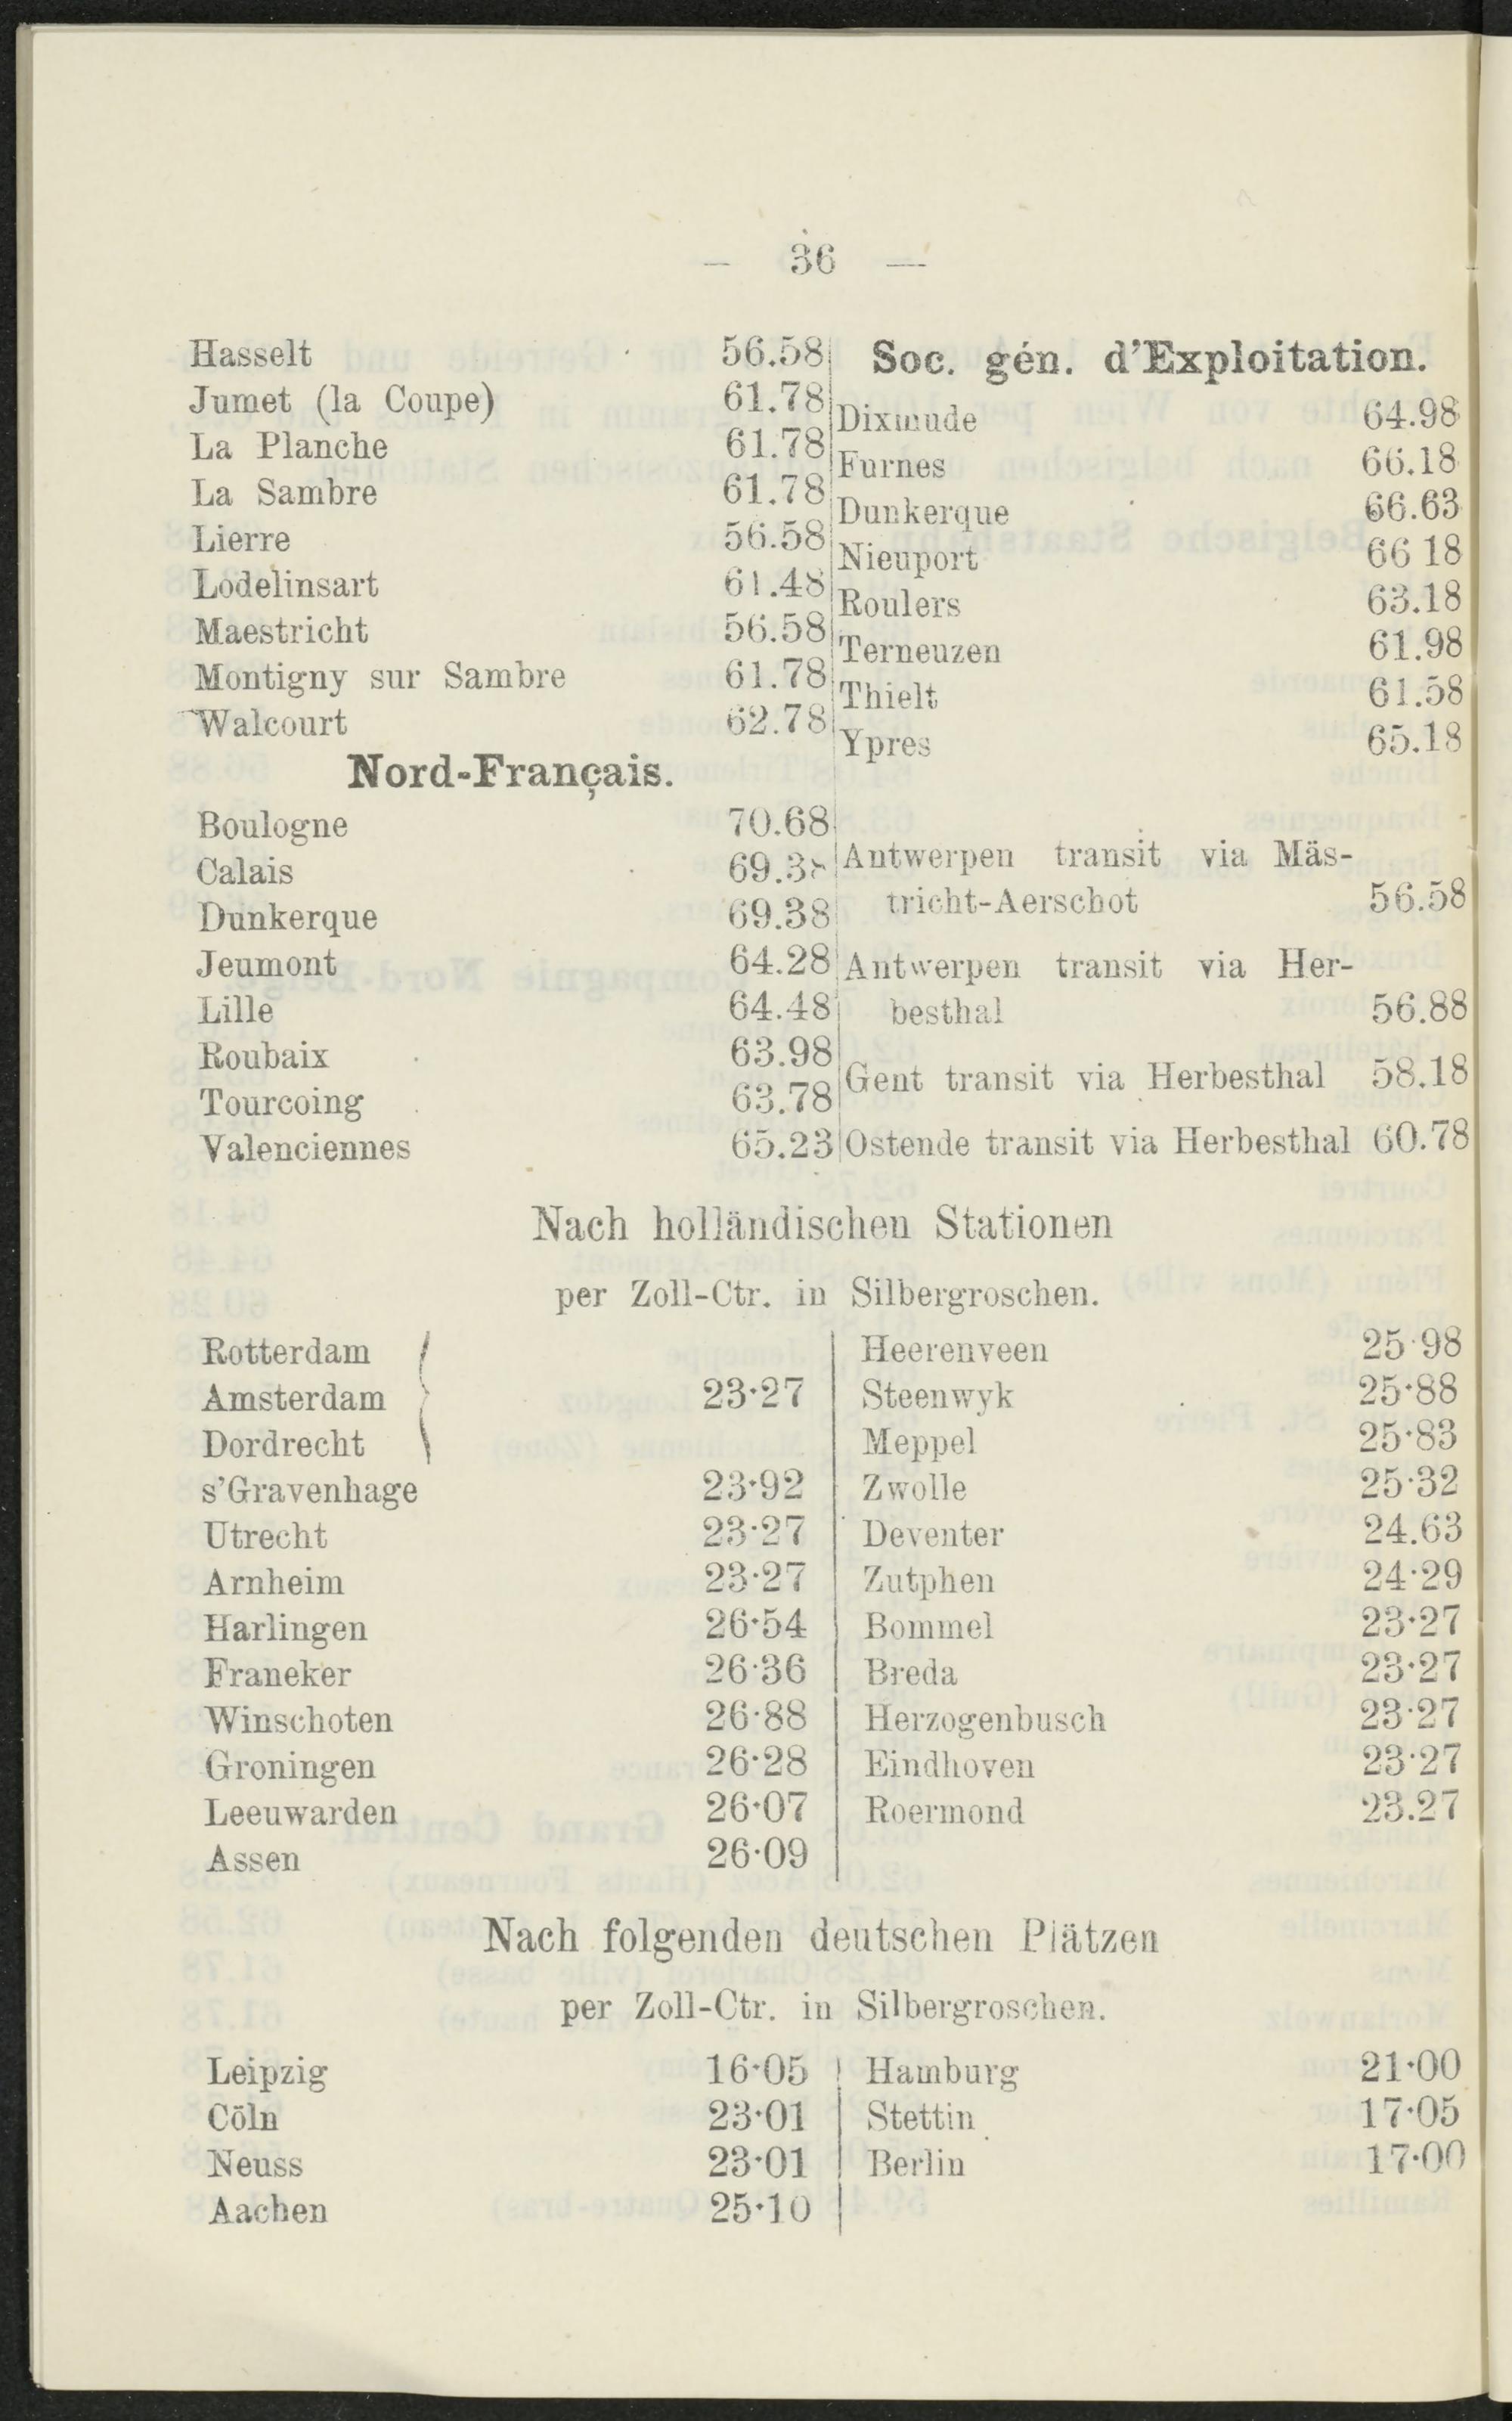 — 36 —
Hasselt 56.58
Jumet (la Coupe) 61.78
La Planche 61.78
La Sambre 61.78
Lierre 56.58
Lodelinsart 61.48
Maestricht 56.58
Montigny sur Sambre 61.78
Walcourt 62.78
Nord-Français.
Boulogne 70.68
Calais 69.38
Dunkerque 69.38
Jeumont 64.28
Lille 64.48
Roubaix 63.98
Tourcoing 63.78
Valenciennes 65.23
Soc. gén. d'Exploitation.
Dixmude 64.98
Furnes 66.18
Dunkerque 66.63
Nieuport 66 18
Roulers 63.18
Terneuzen 61.98
Thielt 61.58
Ypres 65.18
Antwerpen transit via Mäs-
tricht-Aerschot 56.58
Antwerpen transit via Her-
besthal 56.88
Gent transit via Herbesthal 58.18
Ostende transit via Herbesthal 60.78
Nach holländischen Stationen
per Zoll-Ctr. in Silbergroschen.
Rotterdam
Amsterdam 23·27
Dordrecht
s'Gravenhage 23·92
Utrecht 23·27
Arnheim 23·27
Harlingen 26·54
Franeker 26·36
Winschoten 26·88
Groningen 26·28
Leeuwarden 26·07
Assen 26·09
Heerenveen 25·98
Steenwyk 25·88
Meppel 25·83
Zwolle 25·32
Deventer 24.63
Zutphen 24·29
Bommel 23·27
Breda 23·27
Herzogenbusch 23·27
Eindhoven 23·27
Roermond 23.27
Nach folgenden deutschen Plätzen
per Zoll-Ctr. in Silbergroschen.
Leipzig 16·05
Cöln 23·01
Neuss 23·01
Aachen 25·10
Hamburg 21·00
Stettin 17·05
Berlin 17·00